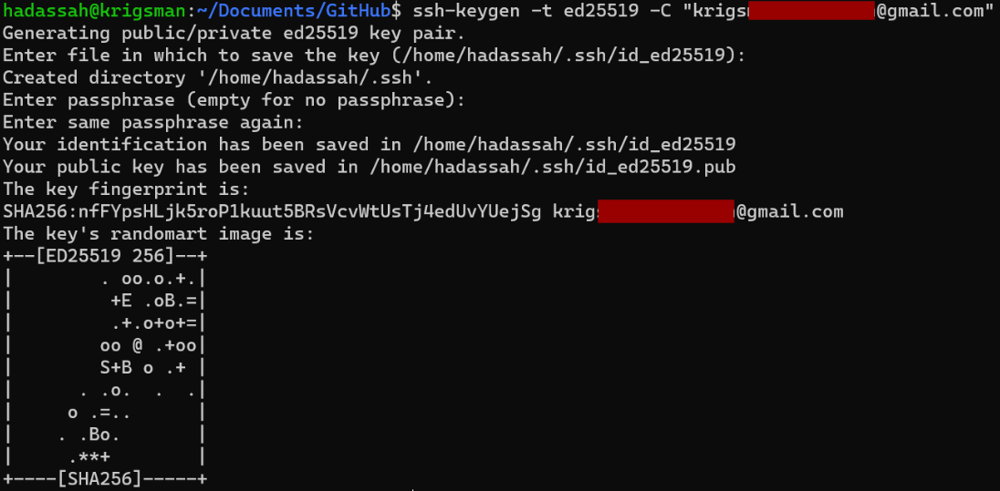 hadassah@krigsman:~/Documents/GitHub$ ssh-keygen -t ed25519 -C "krigs @gmail.com"
Generating public/private ed25519 key pair.
Enter file in which to save the key (/home/hadassah/.ssh/id_ed25519):
Created directory '/home/hadassah/.ssh'.
Enter passphrase (empty for no passphrase):
Enter same passphrase again:
Your identification has been saved in /home/hadassah/.ssh/id_ed25519
Your public key has been saved in /home/hadassah/.ssh/id_ed25519.pub
The key fingerprint is:
SHA256:nfFYpsHLjk5roP1kuut5BRsVcvWtUsTj4edUvYUejSg krigs @gmail.com
The key's randomart image is:
+--[ED25519 256]--+
|        . oo.o.+.|
|         +E .oB.=|
|         .+.o+o+=|
|        oo @ .+oo|
|        S+B o .+ |
|      . .o.  .  .|
|     o .=..      |
|    . .Bo.       |
|     .**+        |
+----[SHA256]-----+